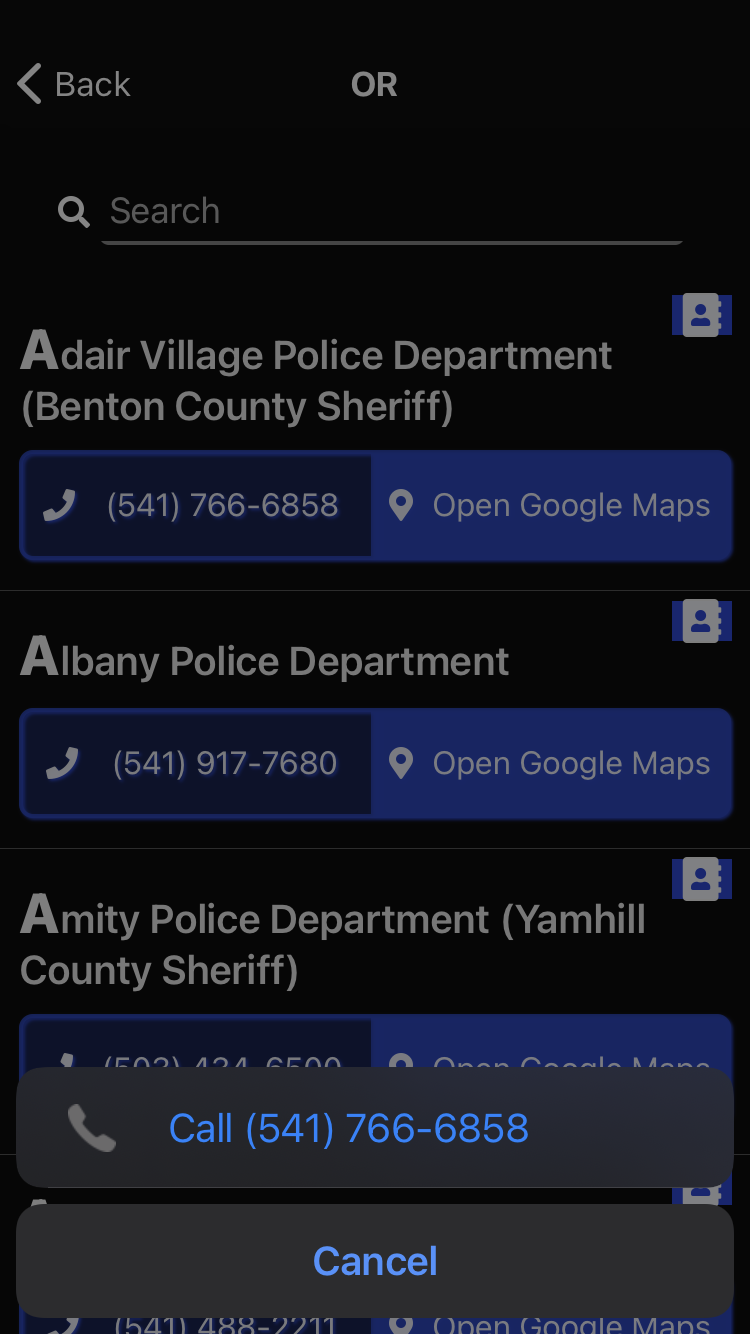 Back
OR
Search
Adair Village Police Department
(Benton County Sheriff)
(541) 766-6858
Open Google Maps
Albany Police Department
(541) 917-7680
Open Google Maps
Amity Police Department (Yamhill
County Sheriff)
(503) 434-6500
Open Google Maps
Call (541) 766-6858
Cancel
(541) 488-2211
Open Google Maps